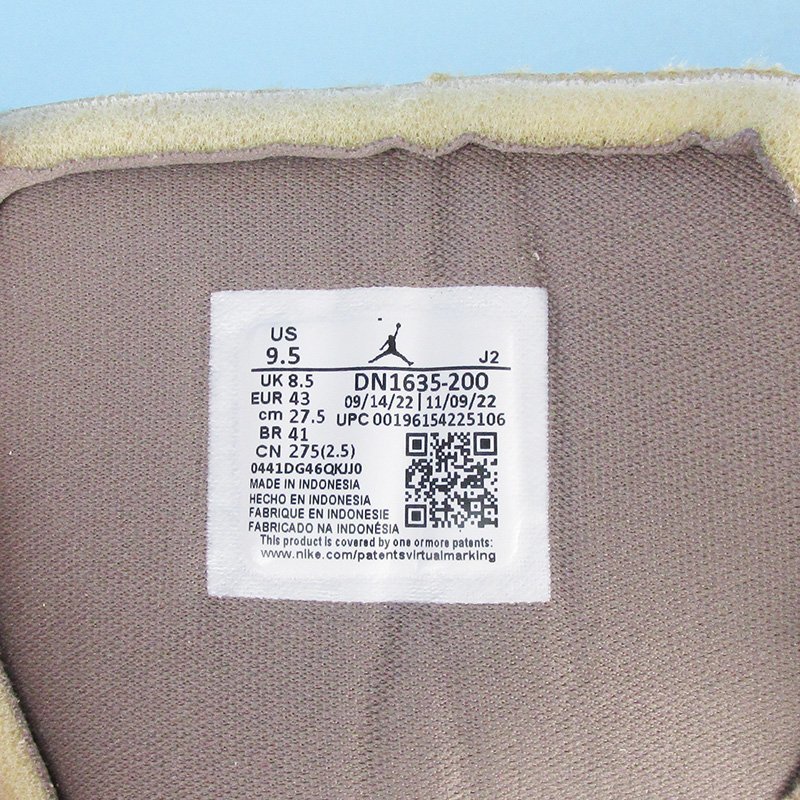 US
9.5 J2
UK 8.5 DN1635-200
EUR 43 09/14/22 | 11/09/22
cm 27.5 UPC 00196154225106
BR 41
CN 275(2.5)
0441DG46QKJJ0
MADE IN INDONESIA
HECHO EN INDONESIA
FABRIQUE EN INDONESIE
FABRICADO NA INDONÉSIA
This product is covered by one or more patents:
www.nike.com/patentsvirtualmarking